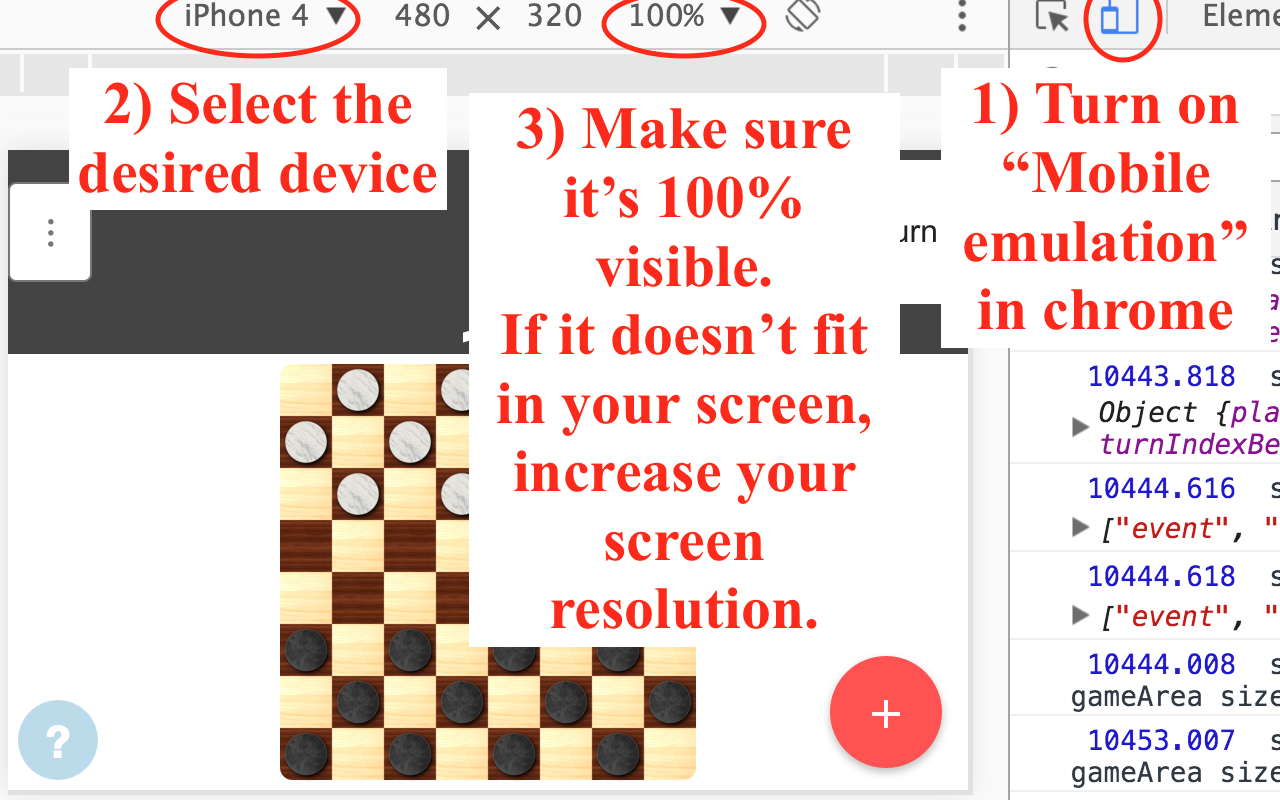 iPhone 4 ▼ 480 × 320 100% ▼
Eleme
2) Select the
desired device
3) Make sure
it’s 100%
visible.
If it doesn’t fit
in your screen,
increase your
screen
resolution.
1) Turn on
“Mobile
emulation”
in chrome
urn
10443.818 s
Object {pla
turnIndexBe
10444.616 s
["event", "
10444.618 s
["event", "
10444.008 s
gameArea size
10453.007 s
gameArea size
?
+